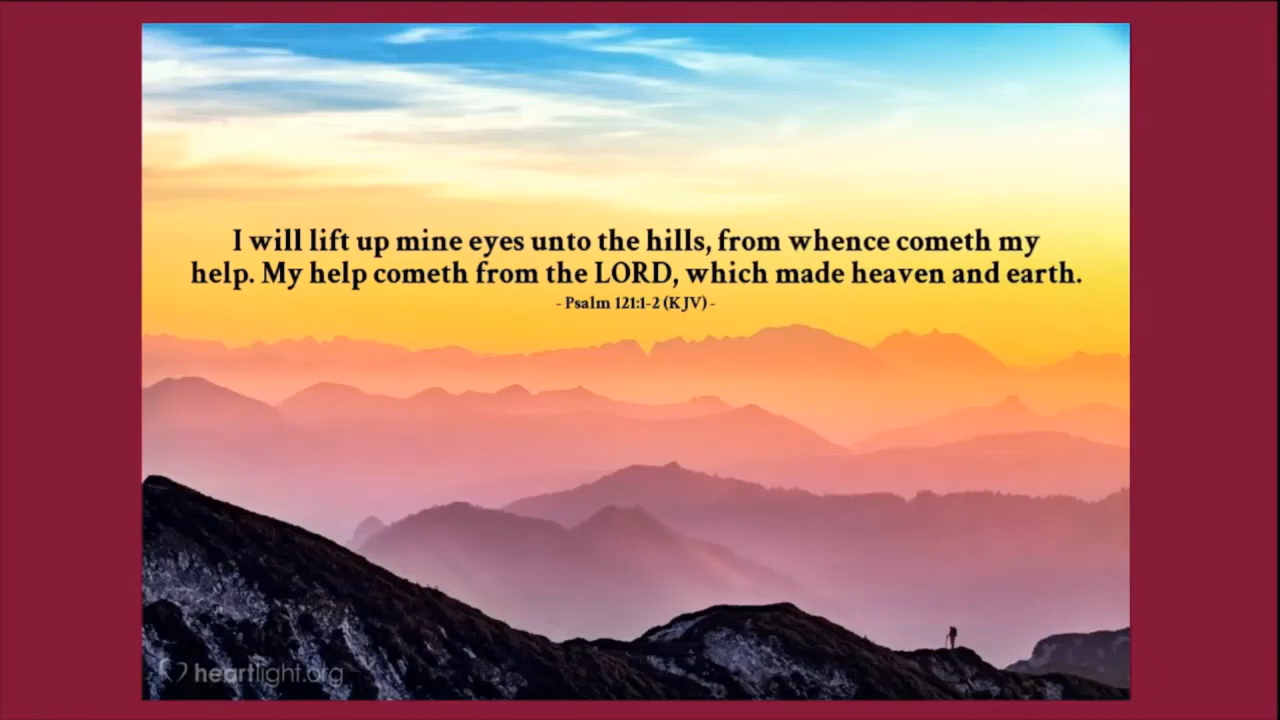 I will lift up mine eyes unto the hills, from whence cometh my
help. My help cometh from the LORD, which made heaven and earth.
- Psalm 121:1-2 (KJV) -
heartlight.org